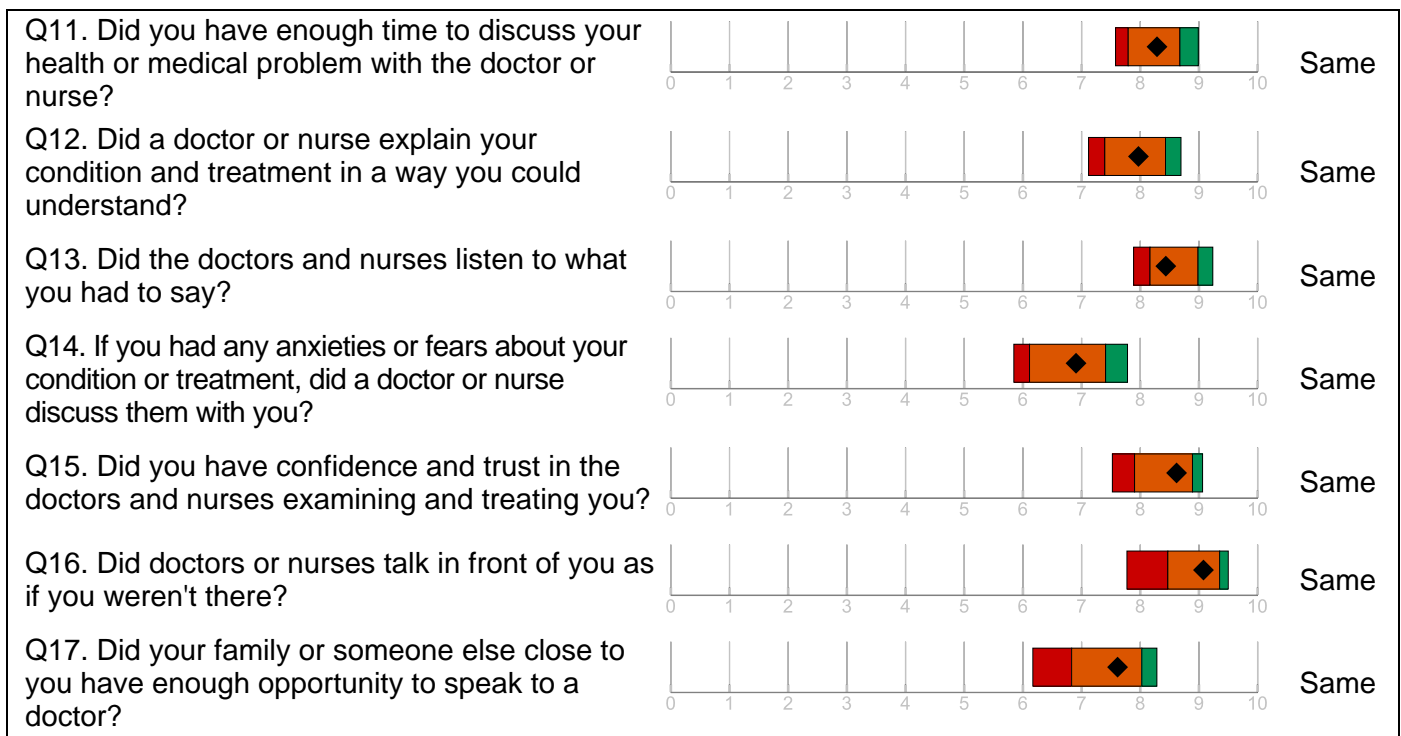 Q11. Did you have enough time to discuss your
health or medical problem with the doctor or
nurse?
0 1 2 3 4 5 6 7 8 9 10
Same
Q12. Did a doctor or nurse explain your
condition and treatment in a way you could
understand?
0 1 2 3 4 5 6 7 8 9 10
Same
Q13. Did the doctors and nurses listen to what
you had to say?
0 1 2 3 4 5 6 7 8 9 10
Same
Q14. If you had any anxieties or fears about your
condition or treatment, did a doctor or nurse
discuss them with you?
0 1 2 3 4 5 6 7 8 9 10
Same
Q15. Did you have confidence and trust in the
doctors and nurses examining and treating you?
0 1 2 3 4 5 6 7 8 9 10
Same
Q16. Did doctors or nurses talk in front of you as
if you weren't there?
0 1 2 3 4 5 6 7 8 9 10
Same
Q17. Did your family or someone else close to
you have enough opportunity to speak to a
doctor?
0 1 2 3 4 5 6 7 8 9 10
Same